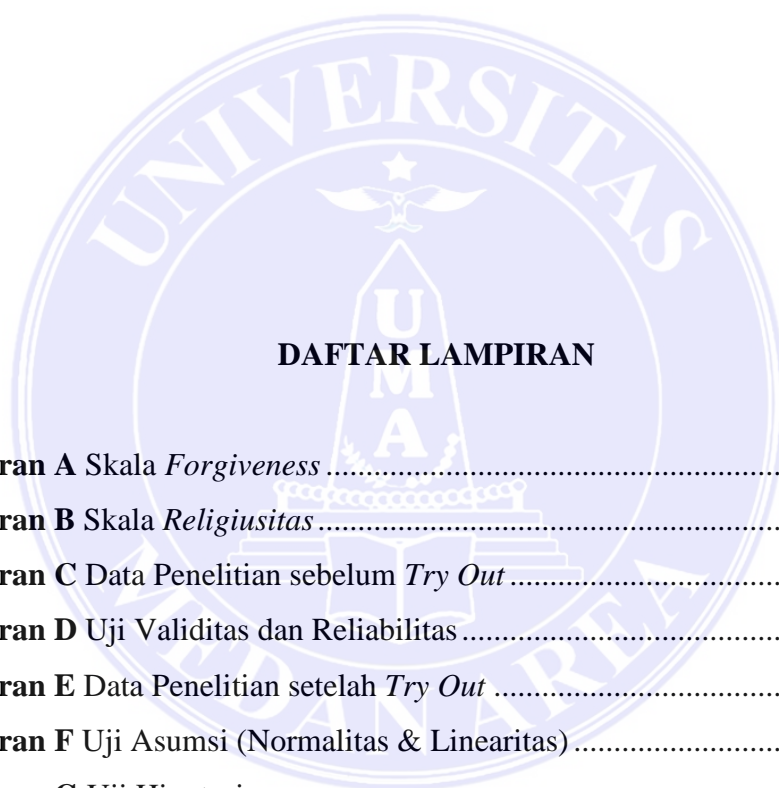 UNIVERSITAS
UMA
DAFTAR LAMPIRAN
ran A Skala Forgiveness
ran B Skala Religiusitas
ran C Data Penelitian sebelum Try Out
ran D Uji Validitas dan Reliabilitas
ran E Data Penelitian setelah Try Out
ran F Uji Asumsi (Normalitas & Linearitas)
MEDAN AREA